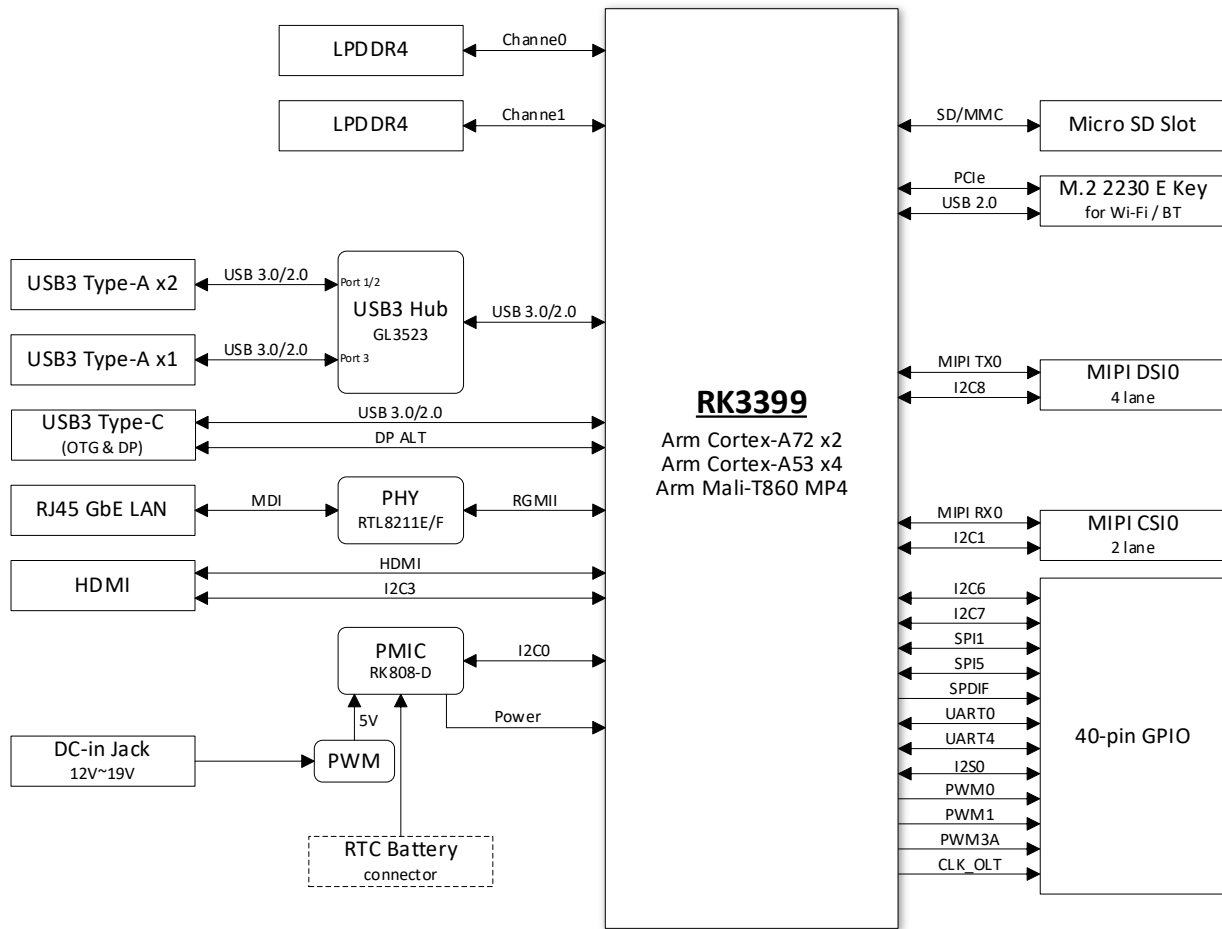 LPDDR4
Channe0
LPDDR4
Channe1
USB3 Type-A x2
USB 3.0/2.0
Port 1/2
USB3 Hub
GL3523
USB 3.0/2.0
USB3 Type-A x1
USB 3.0/2.0
Port 3
USB3 Type-C
(OTG & DP)
USB 3.0/2.0
DP ALT
RJ45 GbE LAN
MDI
PHY
RTL8211E/F
RGMII
HDMI
HDMI
I2C3
PMIC
RK808-D
I2C0
Power
5V
DC-in Jack
12V~19V
PWM
RTC Battery
connector
RK3399
Arm Cortex-A72 x2
Arm Cortex-A53 x4
Arm Mali-T860 MP4
SD/MMC
Micro SD Slot
PCIe
USB 2.0
M.2 2230 E Key
for Wi-Fi / BT
MIPI TX0
I2C8
MIPI DSI0
4 lane
MIPI RX0
I2C1
MIPI CSI0
2 lane
I2C6
I2C7
SPI1
SPI5
SPDIF
UART0
UART4
I2S0
PWM0
PWM1
PWM3A
CLK_OLT
40-pin GPIO